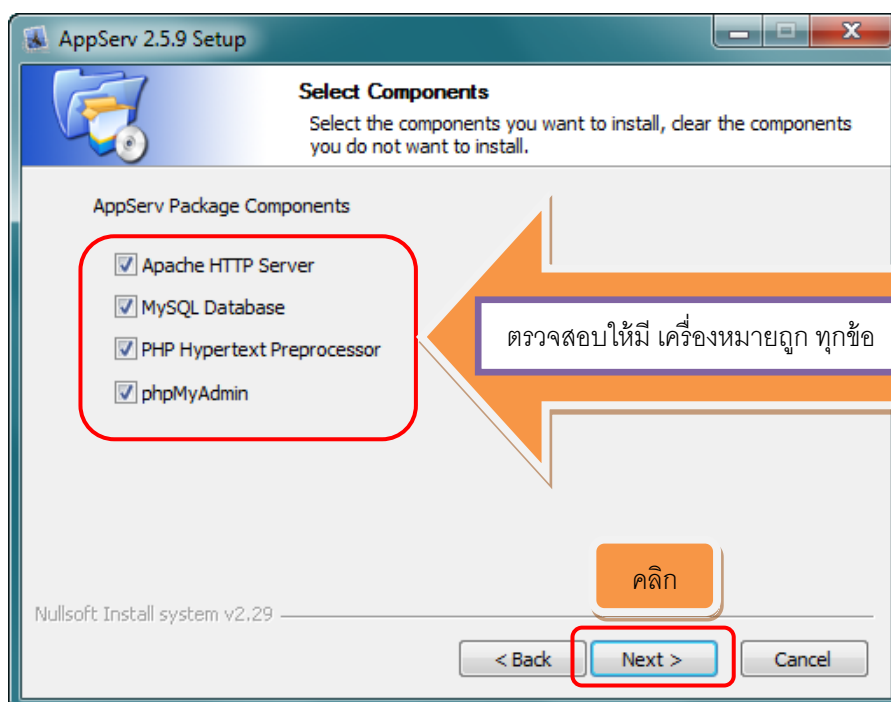 AppServ 2.5.9 Setup
Select Components
Select the components you want to install, clear the components
you do not want to install.
AppServ Package Components
Apache HTTP Server
MySQL Database
PHP Hypertext Preprocessor
phpMyAdmin
ตรวจสอบให้มี เครื่องหมายถูก ทุกข้อ
คลิก
Nullsoft Install system v2.29
< Back
Next >
Cancel